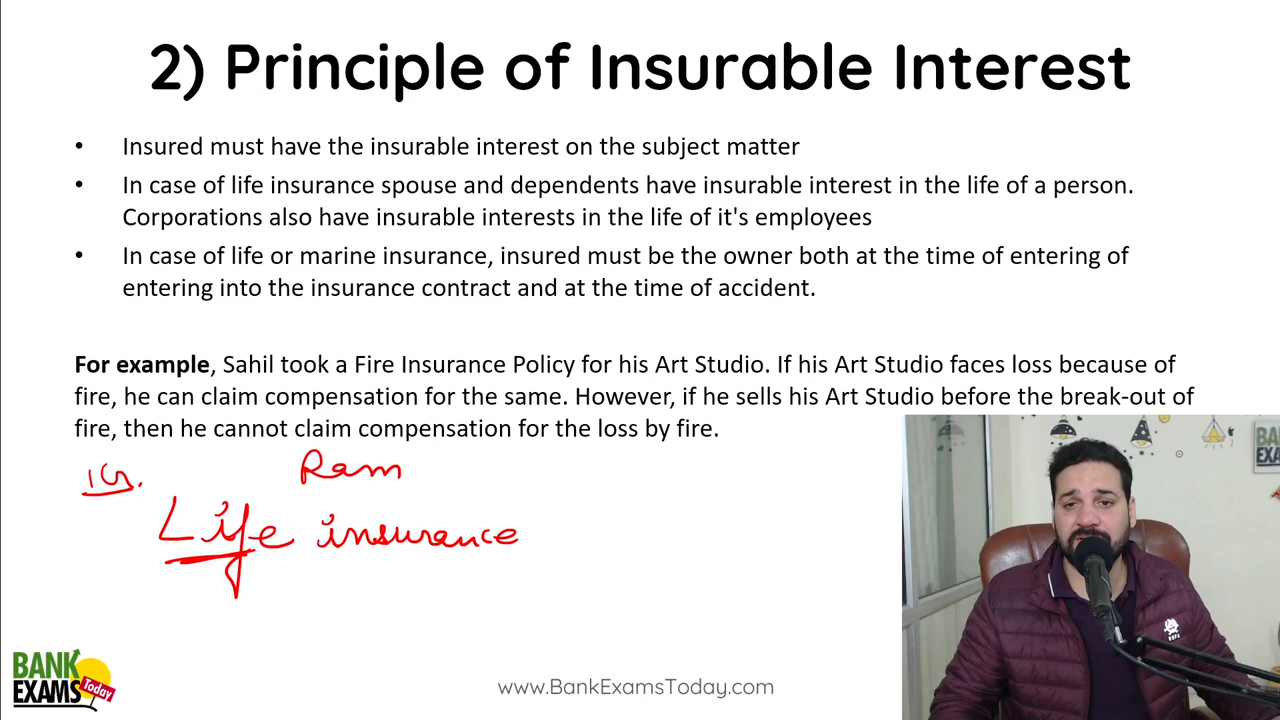 2) Principle of Insurable Interest
• Insured must have the insurable interest on the subject matter
• In case of life insurance spouse and dependents have insurable interest in the life of a person.
Corporations also have insurable interests in the life of it's employees
• In case of life or marine insurance, insured must be the owner both at the time of entering of
entering into the insurance contract and at the time of accident.
For example, Sahil took a Fire Insurance Policy for his Art Studio. If his Art Studio faces loss because of
fire, he can claim compensation for the same. However, if he sells his Art Studio before the break-out of
fire, then he cannot claim compensation for the loss by fire.
1Cr. Ram
Life insurance
BANK
EXAMS
Today
www.BankExamsToday.com